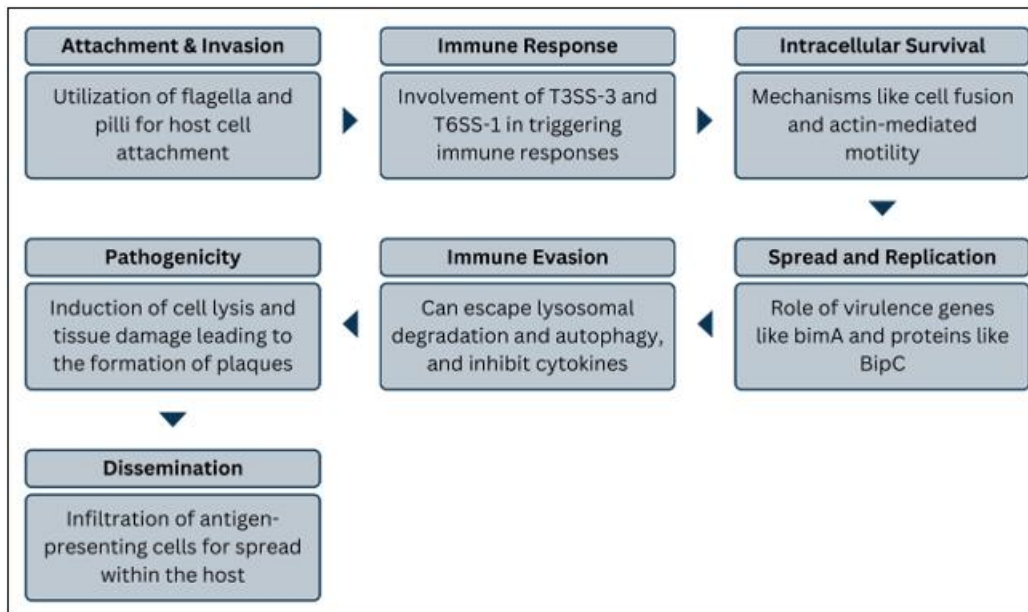 Attachment & Invasion
Utilization of flagella and
pilli for host cell
attachment
Immune Response
Involvement of T3SS-3 and
T6SS-1 in triggering
immune responses
Intracellular Survival
Mechanisms like cell fusion
and actin-mediated
motility
Spread and Replication
Role of virulence genes
like bimA and proteins like
BipC
Immune Evasion
Can escape lysosomal
degradation and autophagy,
and inhibit cytokines
Pathogenicity
Induction of cell lysis and
tissue damage leading to
the formation of plaques
Dissemination
Infiltration of antigen-
presenting cells for spread
within the host